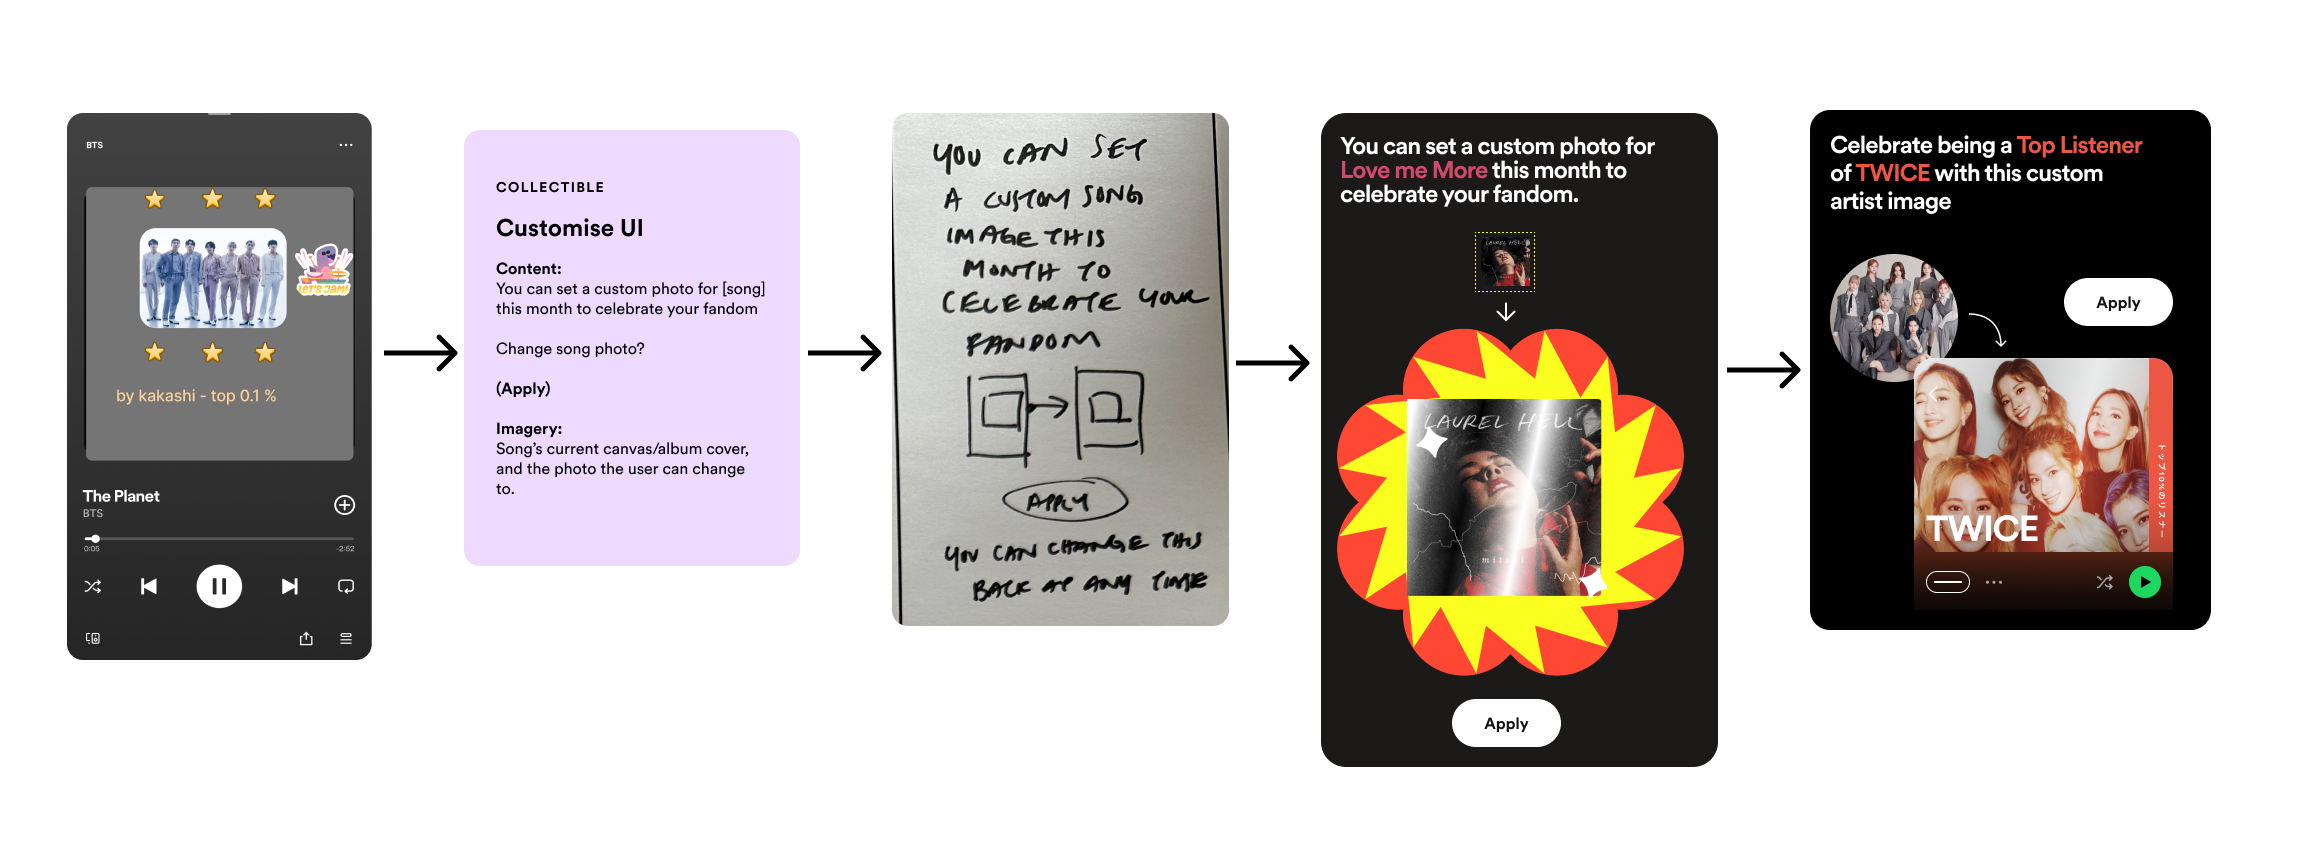 BTS
LET'S JAM!
by kakashi - top 0.1 %
The Planet
BTS
0:05
-2:52
COLLECTIBLE
Customise UI
Content:
You can set a custom photo for [song]
this month to celebrate your fandom
Change song photo?
(Apply)
Imagery:
Song's current canvas/album cover,
and the photo the user can change
to.
YOU CAN SET
A CUSTOM SONG
IMAGE THIS
MONTH TO
CELEBRATE YOUR
FANDOM
APPLY
YOU CAN CHANGE THIS
BACK AT ANY TIME
You can set a custom photo for
Love me More this month to
celebrate your fandom.
LAUREL HELL
LAUREL HELL
mitski
Apply
Celebrate being a Top Listener
of TWICE with this custom
artist image
Apply
TWICE
トップ10%のリスナー